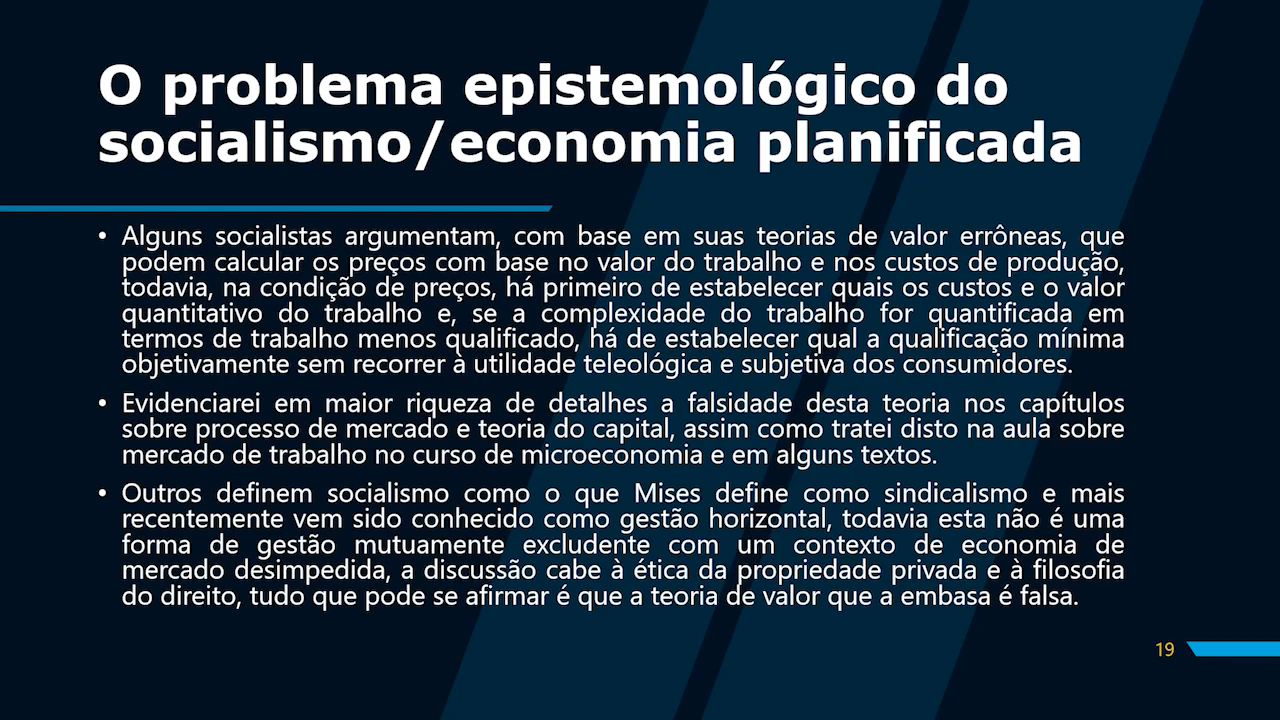 O problema epistemológico do
socialismo/economia planificada
• Alguns socialistas argumentam, com base em suas teorias de valor errôneas, que
podem calcular os preços com base no valor do trabalho e nos custos de produção,
todavia, na condição de preços, há primeiro de estabelecer quais os custos e o valor
quantitativo do trabalho e, se a complexidade do trabalho for quantificada em
termos de trabalho menos qualificado, há de estabelecer qual a qualificação mínima
objetivamente sem recorrer à utilidade teleológica e subjetiva dos consumidores.
• Evidenciarei em maior riqueza de detalhes a falsidade desta teoria nos capítulos
sobre processo de mercado e teoria do capital, assim como tratei disto na aula sobre
mercado de trabalho no curso de microeconomia e em alguns textos.
• Outros definem socialismo como o que Mises define como sindicalismo e mais
recentemente vem sido conhecido como gestão horizontal, todavia esta não é uma
forma de gestão mutuamente excludente com um contexto de economia de
mercado desimpedida, a discussão cabe à ética da propriedade privada e à filosofia
do direito, tudo que pode se afirmar é que a teoria de valor que a embasa é falsa.
19